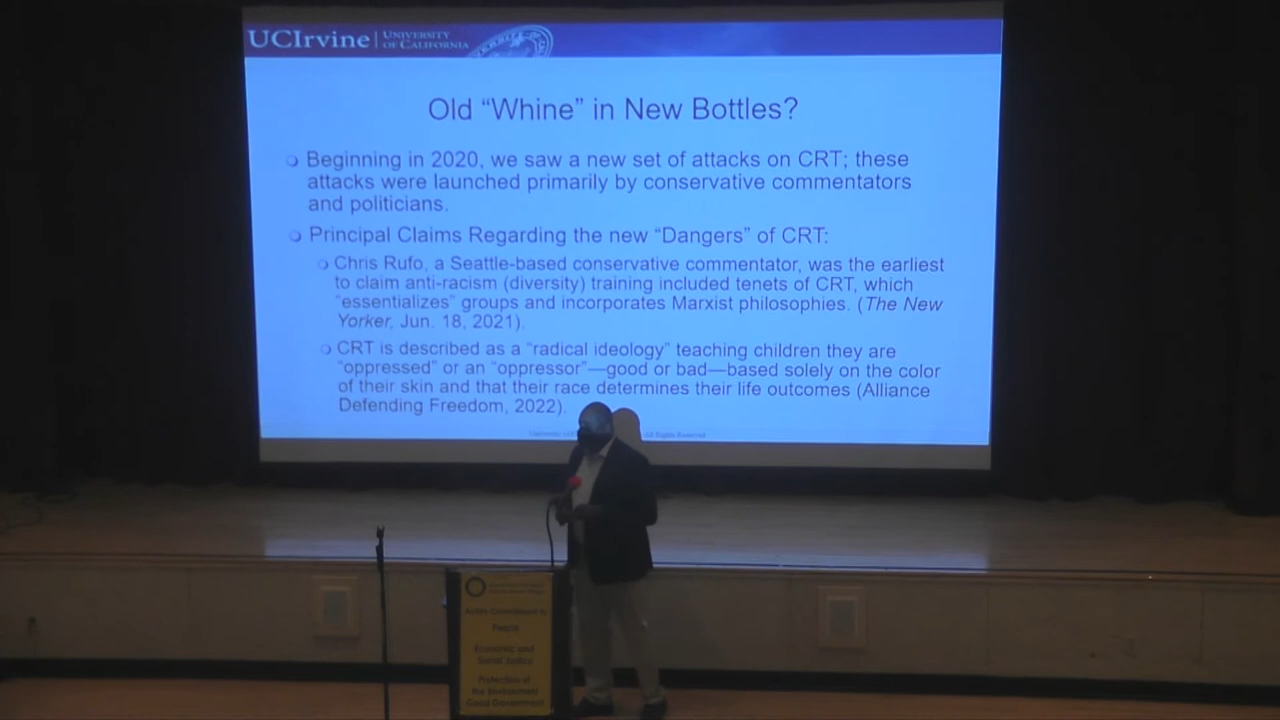 UCIrvine | UNIVERSITY
OF CALIFORNIA
Old “Whine” in New Bottles?
Beginning in 2020, we saw a new set of attacks on CRT; these
attacks were launched primarily by conservative commentators
and politicians.
Principal Claims Regarding the new “Dangers” of CRT:
Chris Rufo, a Seattle-based conservative commentator, was the earliest
to claim anti-racism (diversity) training included tenets of CRT, which
“essentializes” groups and incorporates Marxist philosophies. (The New
Yorker, Jun. 18, 2021).
CRT is described as a “radical ideology” teaching children they are
“oppressed” or an “oppressor”—good or bad—based solely on the color
of their skin and that their race determines their life outcomes (Alliance
Defending Freedom, 2022).
All Rights Reserved
Active Commitment to
People
Economic and
Social Justice
Protection of
the Environment
Good Government